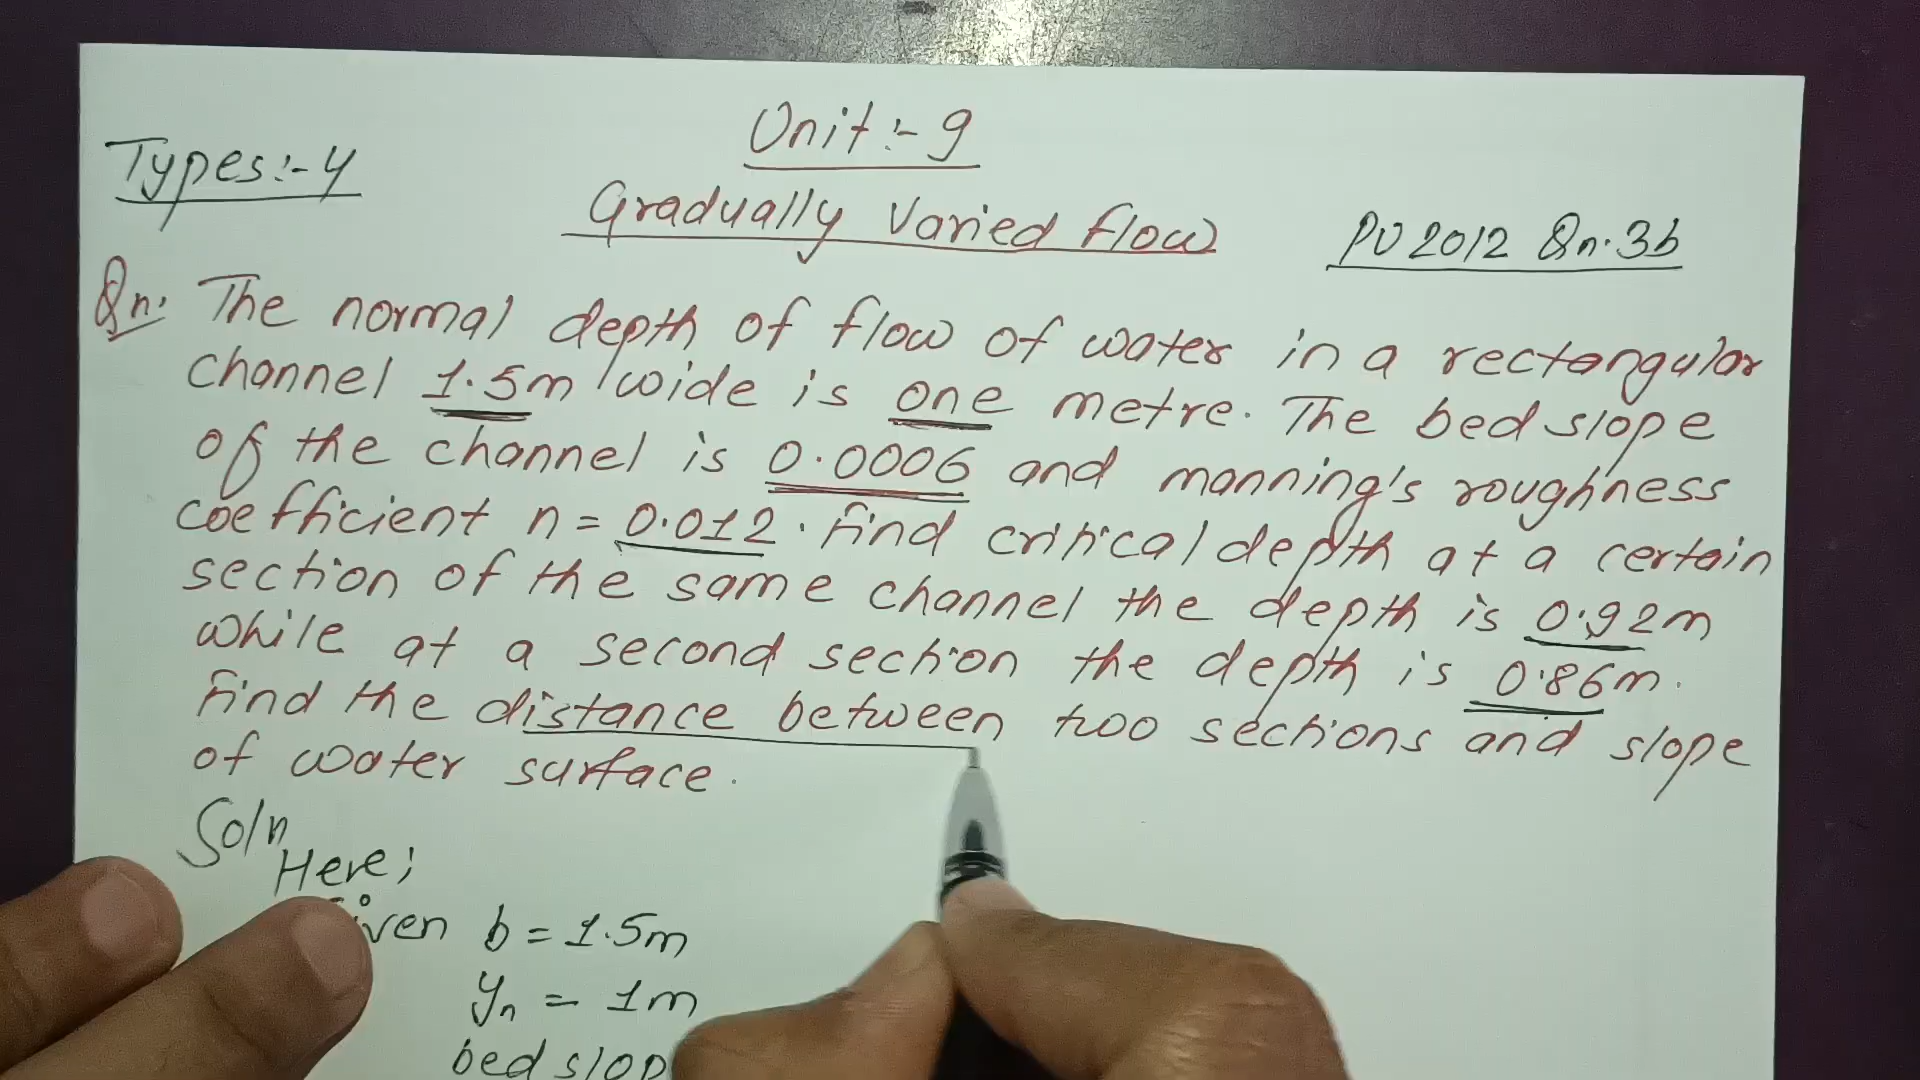 Unit:- 9
Types:- 4
Gradually Varied flow
PU 2012 Qn. 3b
Qn. The normal depth of flow of water in a rectangular
channel 1.5m wide is one metre. The bed slope
of the channel is 0.0006 and manning's roughness
coefficient n = 0.012. Find critical depth at a certain
section of the same channel the depth is 0.92m
while at a second section the depth is 0.86m.
Find the distance between two sections and slope
of water surface.
Soln
Here;
b = 1.5m
yn = 1m
bed slop